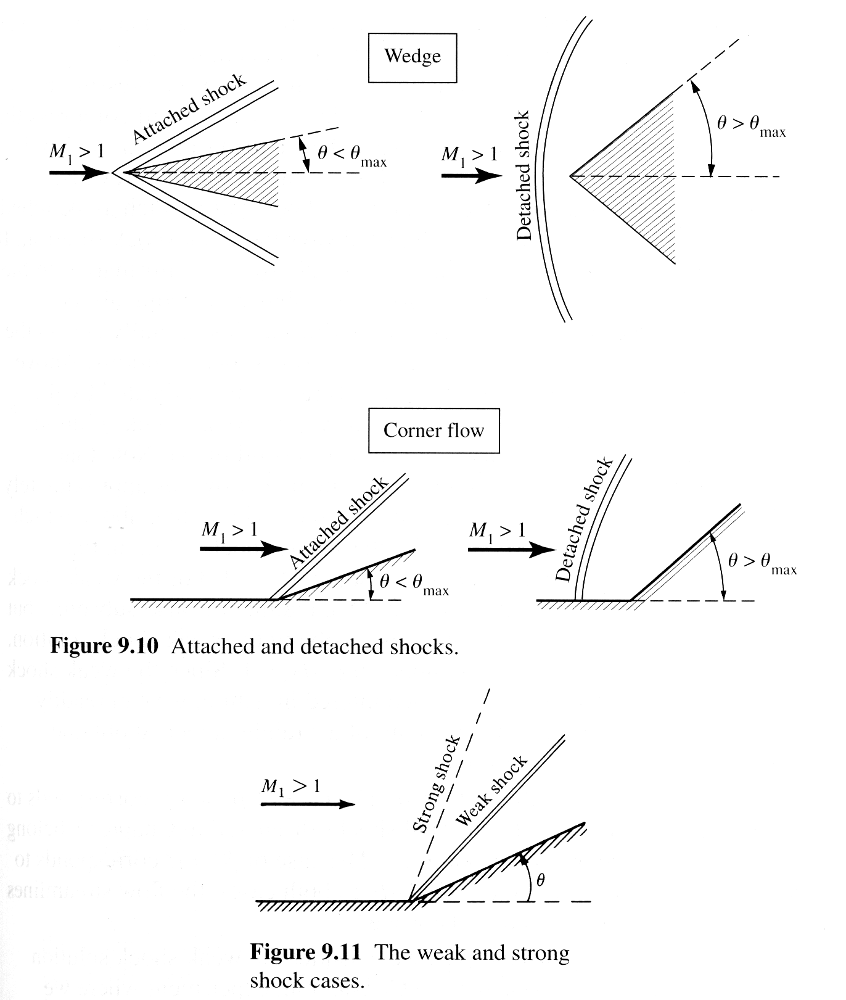 Wedge
Attached shock
M₁ > 1
θ < θmax
M₁ > 1
Detached shock
θ > θmax
Corner flow
M₁ > 1
Attached shock
θ < θmax
M₁ > 1
Detached shock
θ > θmax
Figure 9.10 Attached and detached shocks.
M₁ > 1
Strong shock
Weak shock
θ
Figure 9.11 The weak and strong
shock cases.